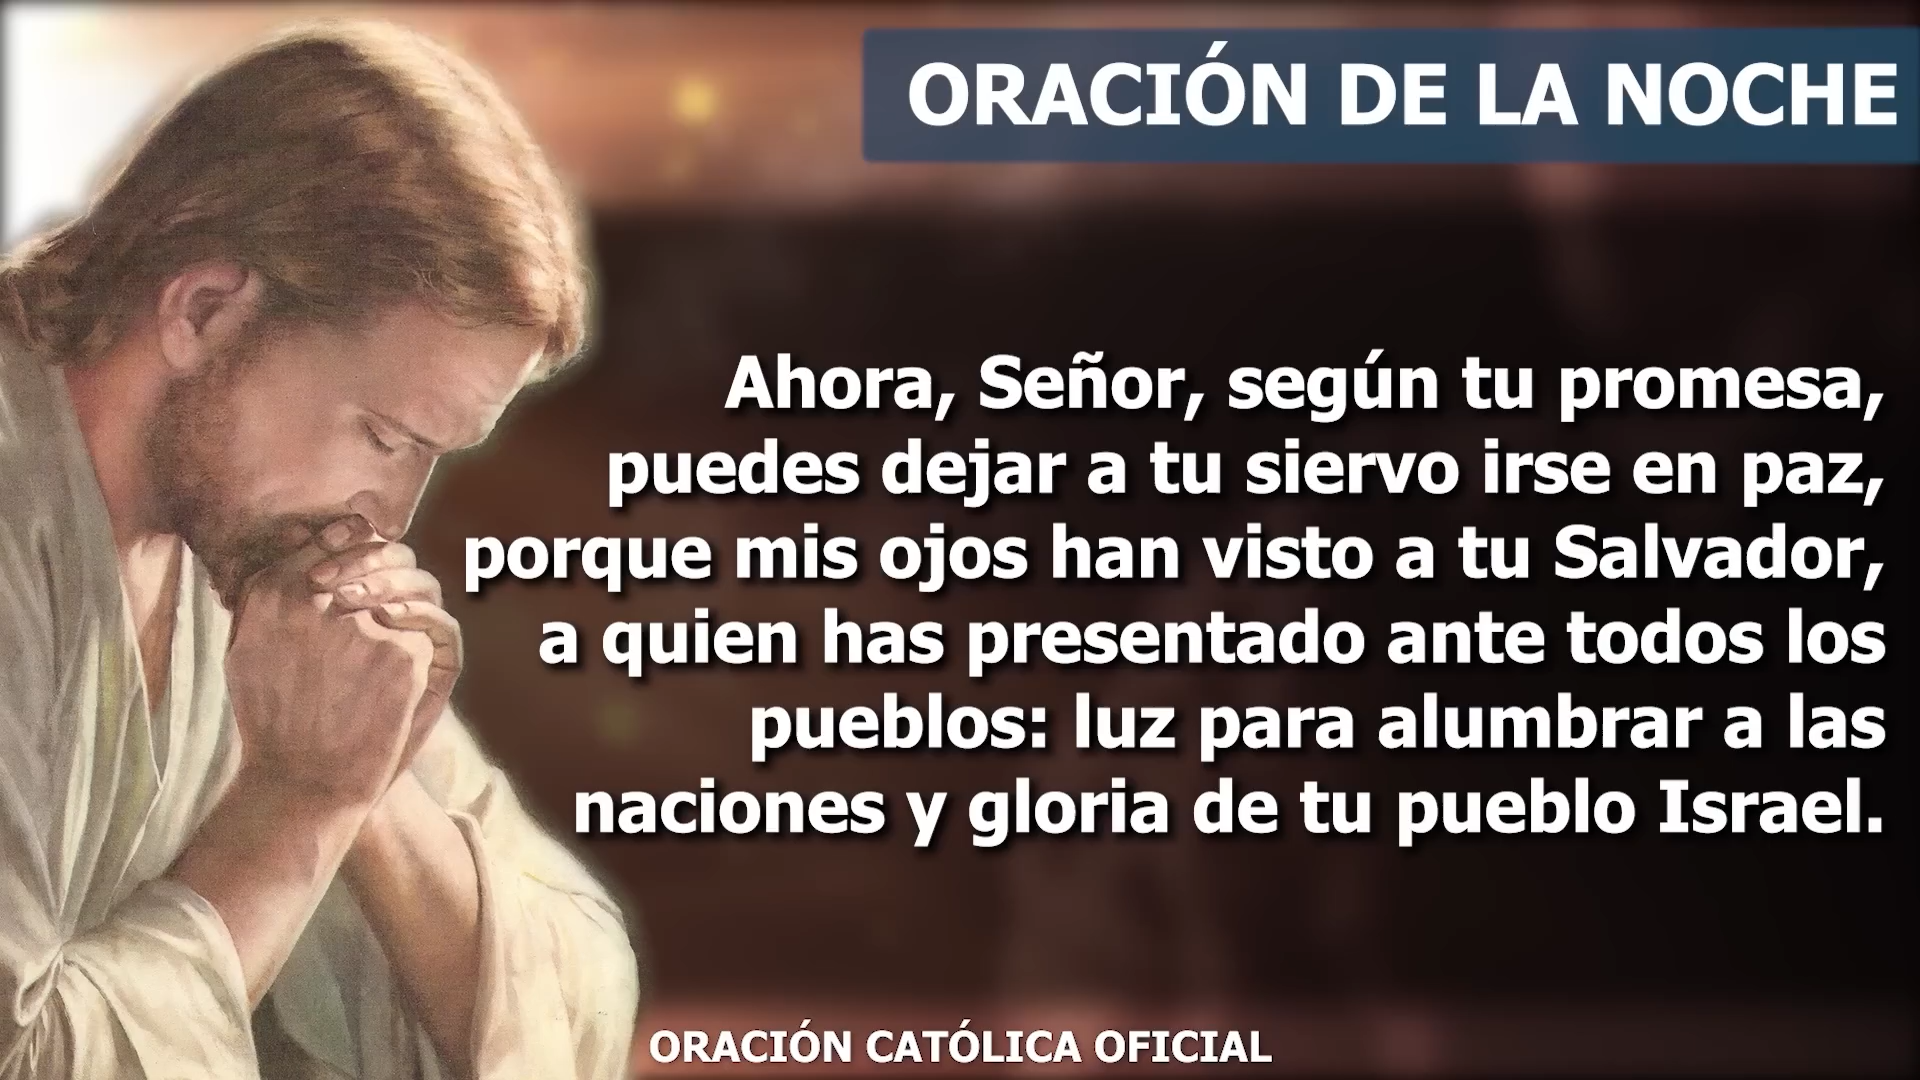 ORACIÓN DE LA NOCHE
Ahora, Señor, según tu promesa,
puedes dejar a tu siervo irse en paz,
porque mis ojos han visto a tu Salvador,
a quien has presentado ante todos los
pueblos: luz para alumbrar a las
naciones y gloria de tu pueblo Israel.
ORACIÓN CATÓLICA OFICIAL